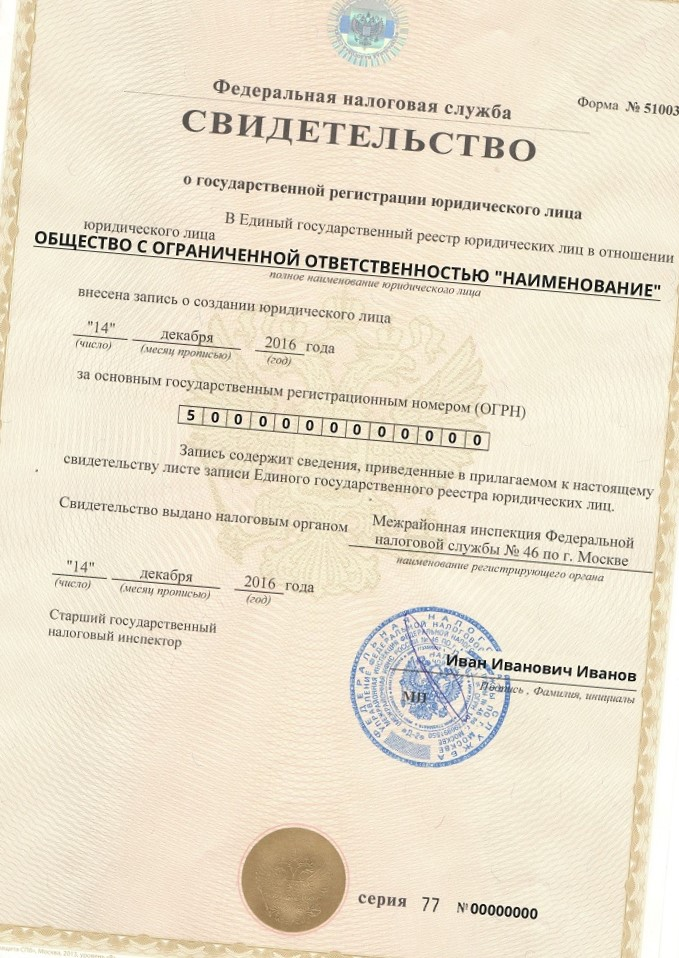 Федеральная налоговая служба
Форма № 51003
СВИДЕТЕЛЬСТВО
о государственной регистрации юридического лица
В Единый государственный реестр юридических лиц в отношении
юридического лица
ОБЩЕСТВО С ОГРАНИЧЕННОЙ ОТВЕТСТВЕННОСТЬЮ "НАИМЕНОВАНИЕ"
полное наименование юридического лица
внесена запись о создании юридического лица
"14" декабря 2016 года
(число) (месяц прописью) (год)
за основным государственным регистрационным номером (ОГРН)
5 0 0 0 0 0 0 0 0 0 0 0 0
Запись содержит сведения, приведенные в прилагаемом к настоящему
свидетельству листе записи Единого государственного реестра юридических лиц.
Свидетельство выдано налоговым органом
Межрайонная инспекция Федеральной
налоговой службы № 46 по г. Москве
наименование регистрирующего органа
"14" декабря 2016 года
(число) (месяц прописью) (год)
Старший государственный
налоговый инспектор
Иван Иванович Иванов
Подпись , Фамилия, инициалы
МП
серия 77 №00000000